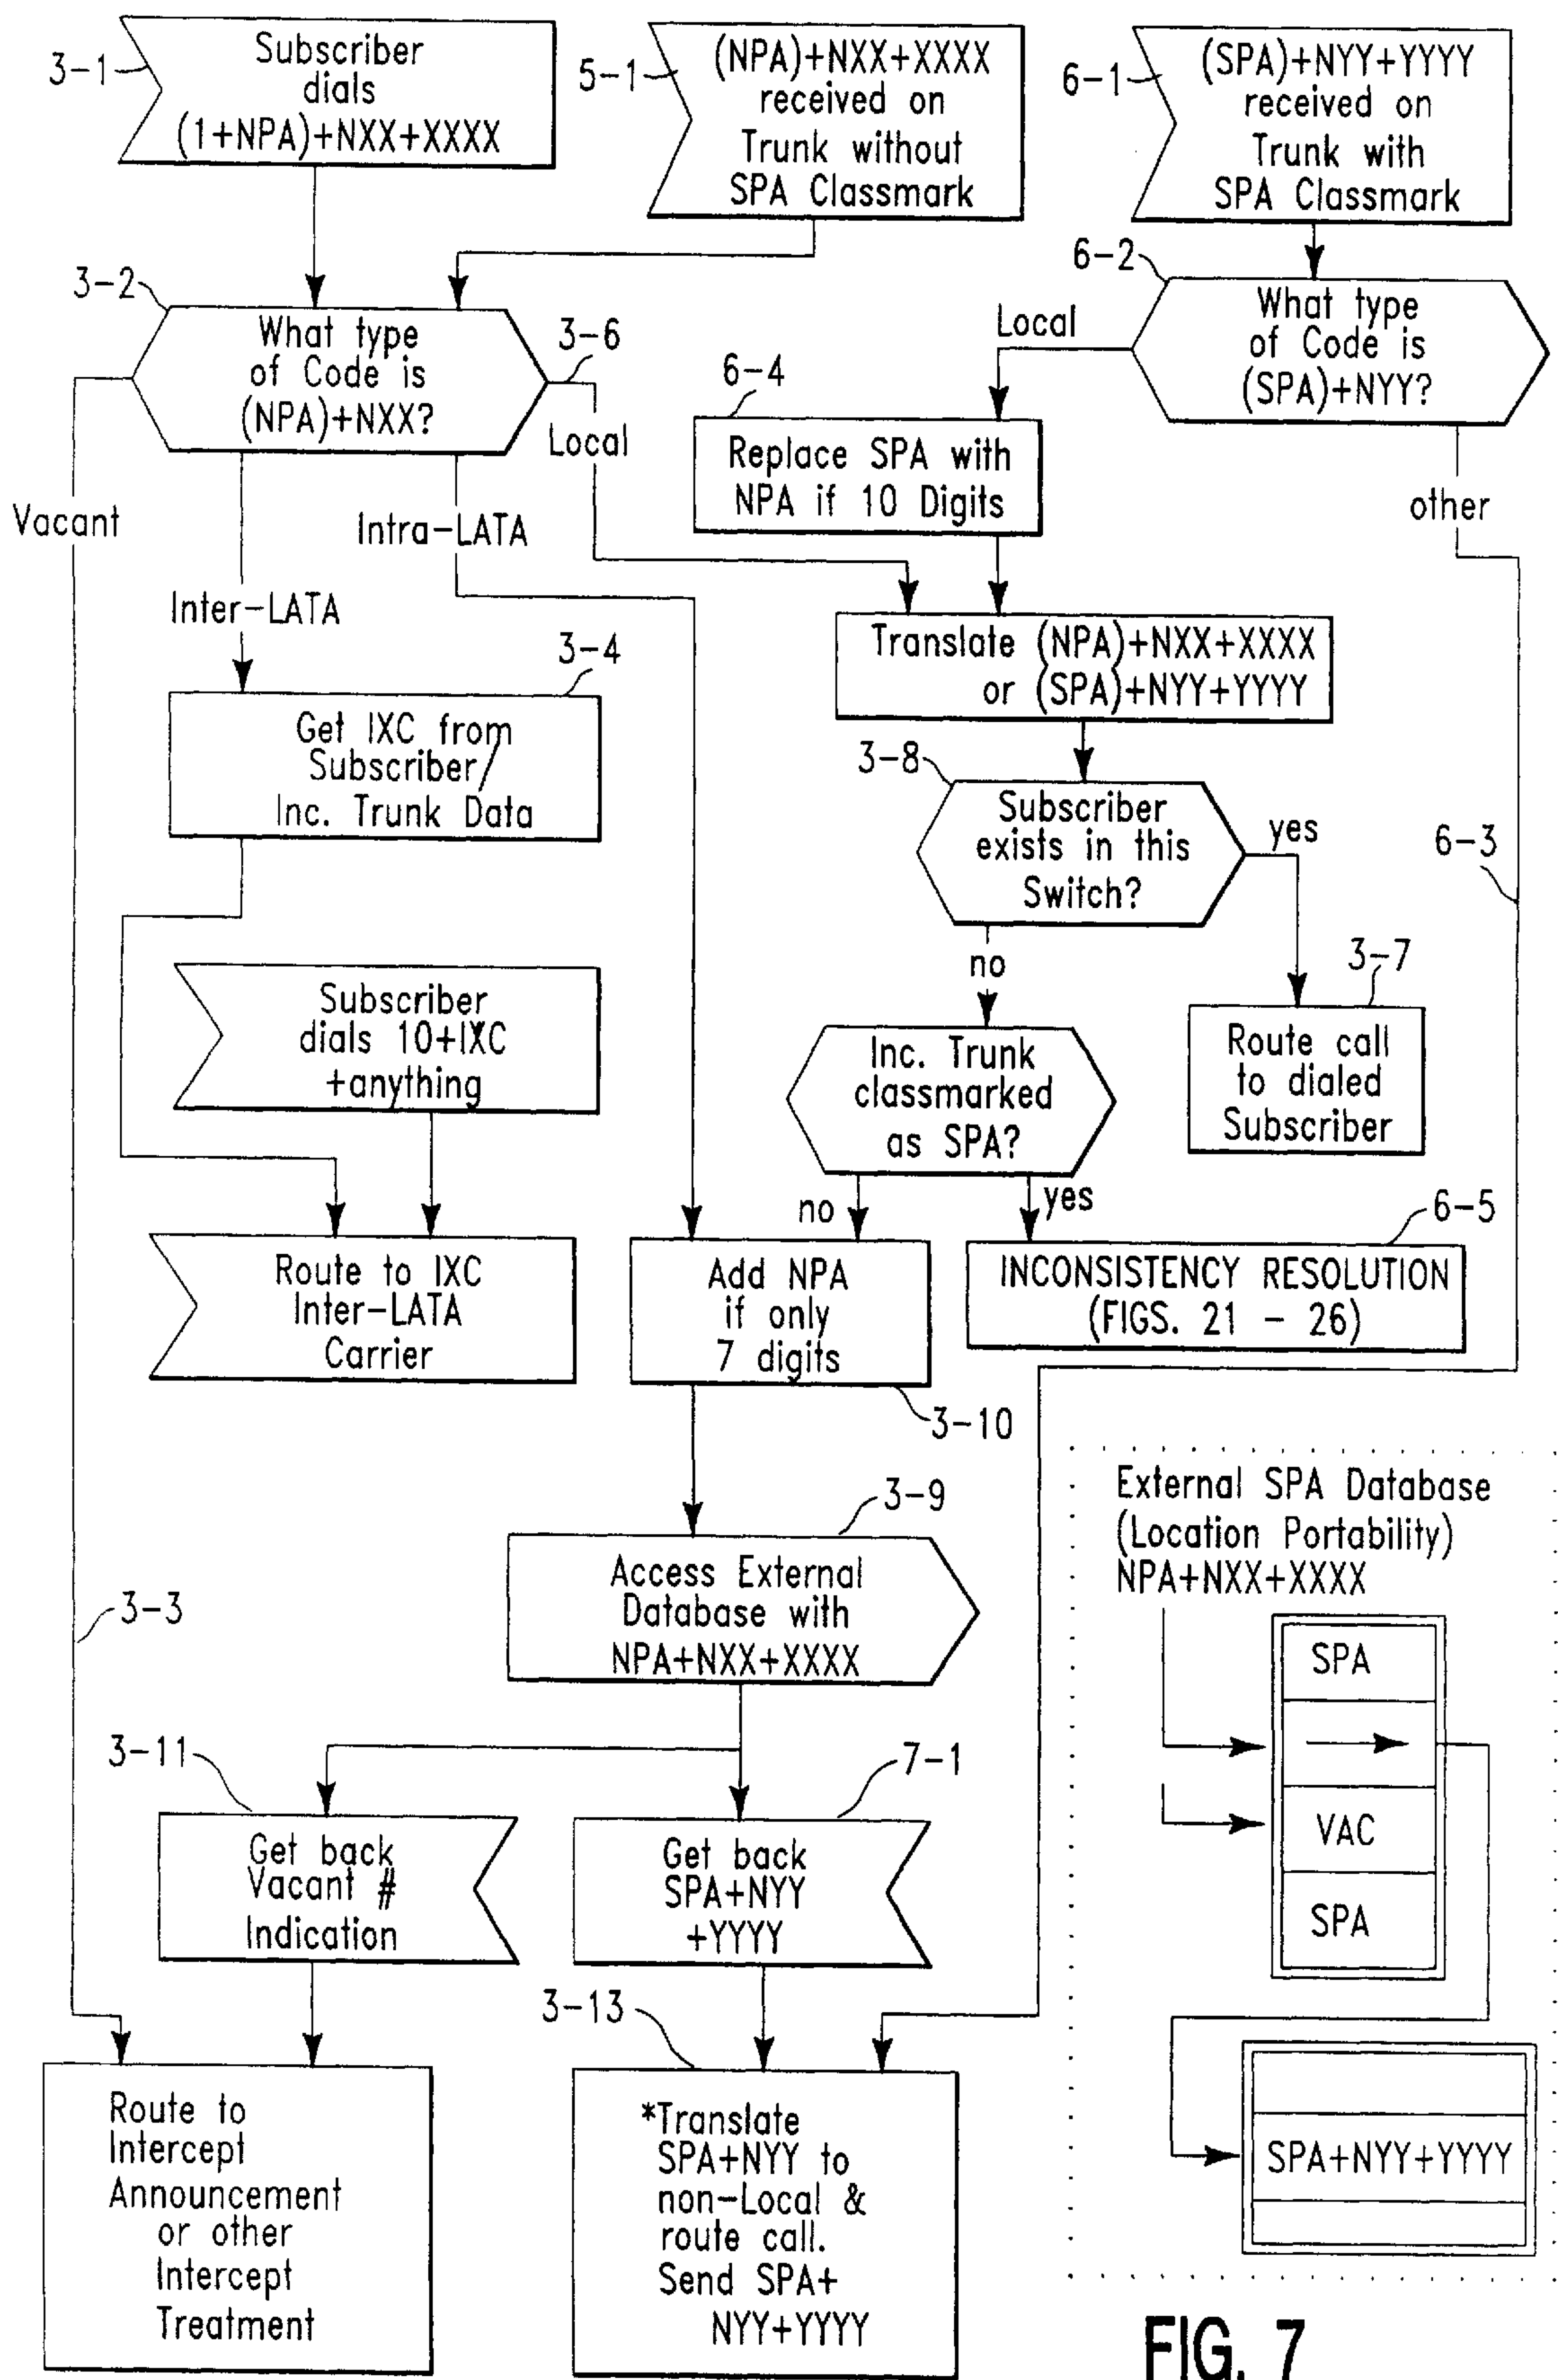 3-1
Subscriber
dials
(1+NPA)+NXX+XXXX
5-1
(NPA)+NXX+XXXX
received on
Trunk without
SPA Classmark
6-1
(SPA)+NYY+YYYY
received on
Trunk with
SPA Classmark
3-2
What type
of Code is
(NPA)+NXX?
3-6
Local
6-2
What type
of Code is
(SPA)+NYY?
Local
6-4
Replace SPA with
NPA if 10 Digits
other
Vacant
Intra-LATA
Inter-LATA
Translate (NPA)+NXX+XXXX
or (SPA)+NYY+YYYY
3-4
Get IXC from
Subscriber/
Inc. Trunk Data
3-8
Subscriber
exists in this
Switch?
yes
6-3
no
3-7
Route call
to dialed
Subscriber
Subscriber
dials 10+IXC
+anything
Inc. Trunk
classmarked
as SPA?
no
yes
6-5
Route to IXC
Inter-LATA
Carrier
Add NPA
if only
7 digits
INCONSISTENCY RESOLUTION
(FIGS. 21 - 26)
3-10
3-9
Access External
Database with
NPA+NXX+XXXX
3-3
External SPA Database
(Location Portability)
NPA+NXX+XXXX
SPA
VAC
SPA
SPA+NYY+YYYY
3-11
Get back
Vacant #
Indication
7-1
Get back
SPA+NYY
+YYYY
3-13
Route to
Intercept
Announcement
or other
Intercept
Treatment
*Translate
SPA+NYY to
non-Local &
route call.
Send SPA+
NYY+YYYY
FIG. 7